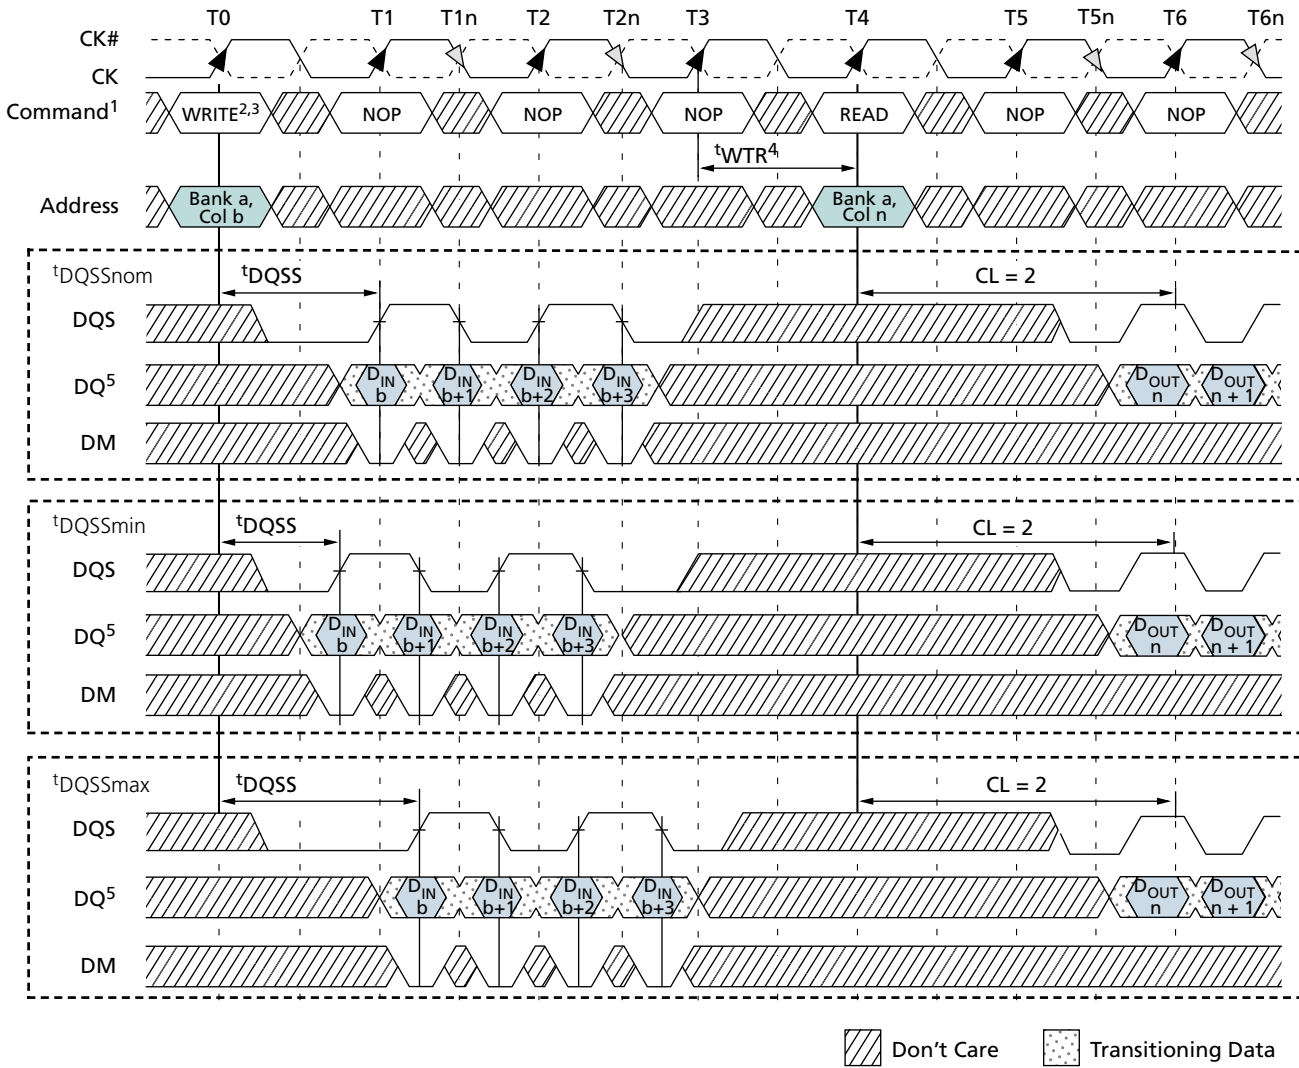 T0 T1 T1n T2 T2n T3 T4 T5 T5n T6 T6n
CK#
CK
Command1 WRITE2,3 NOP NOP NOP READ NOP NOP
tWTR4
Address Bank a, Col b Bank a, Col n
tDQSSnom tDQSS CL = 2
DQS
DQ5 DIN b DIN b+1 DIN b+2 DIN b+3 DOUT n DOUT n + 1
DM
tDQSSmin tDQSS CL = 2
DQS
DQ5 DIN b DIN b+1 DIN b+2 DIN b+3 DOUT n DOUT n + 1
DM
tDQSSmax tDQSS CL = 2
DQS
DQ5 DIN b DIN b+1 DIN b+2 DIN b+3 DOUT n DOUT n + 1
DM
Don't Care Transitioning Data